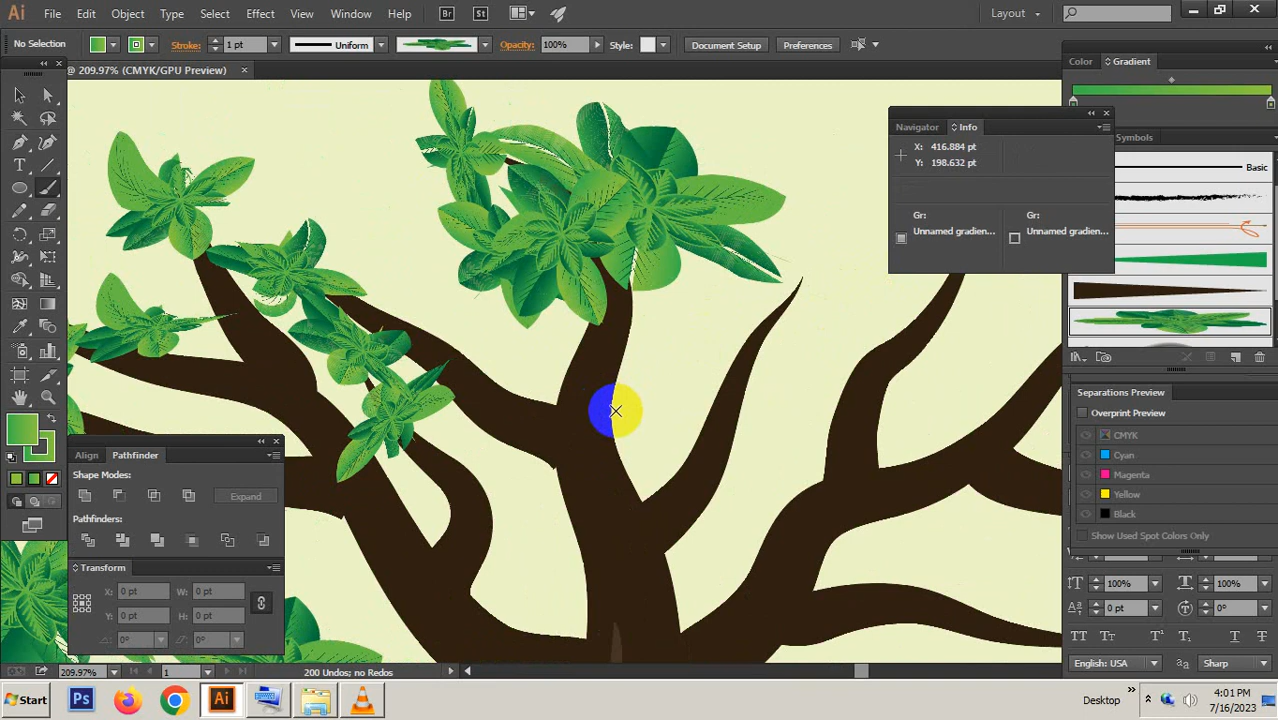 Ai File Edit Object Type Select Effect View Window Help Br St Layout
No Selection Stroke: 1 pt Uniform Opacity: 100% Style: Document Setup Preferences
@ 209.97% (CMYK/GPU Preview)
Color Gradient
Navigator Info
X: 416.884 pt
Y: 198.632 pt
Gr: Gr:
Unnamed gradien... Unnamed gradien...
Symbols
Basic
Separations Preview
Overprint Preview
CMYK
Cyan
Magenta
Yellow
Black
Show Used Spot Colors Only
Align Pathfinder
Shape Modes:
Expand
Pathfinders:
Transform
X: 0 pt W: 0 pt
Y: 0 pt H: 0 pt
0° 0°
100% 100%
0 pt 0°
English: USA Sharp
209.97% 1 200 Undos; no Redos
Start Ps Ai Desktop 4:01 PM
7/16/2023